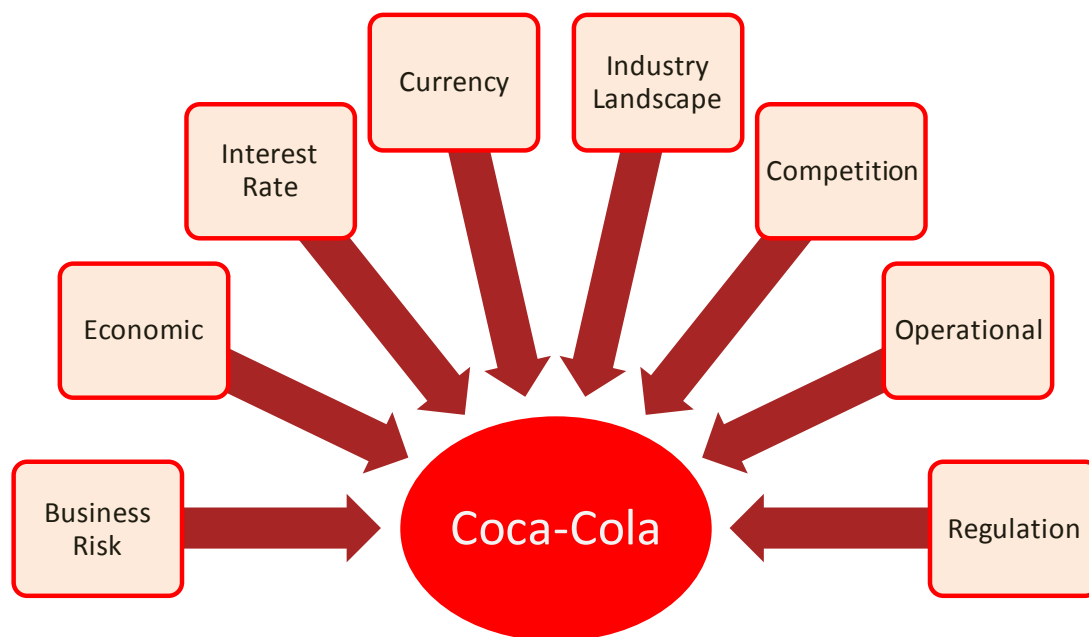 Business
Risk
Economic
Interest
Rate
Currency
Industry
Landscape
Competition
Operational
Regulation
Coca-Cola